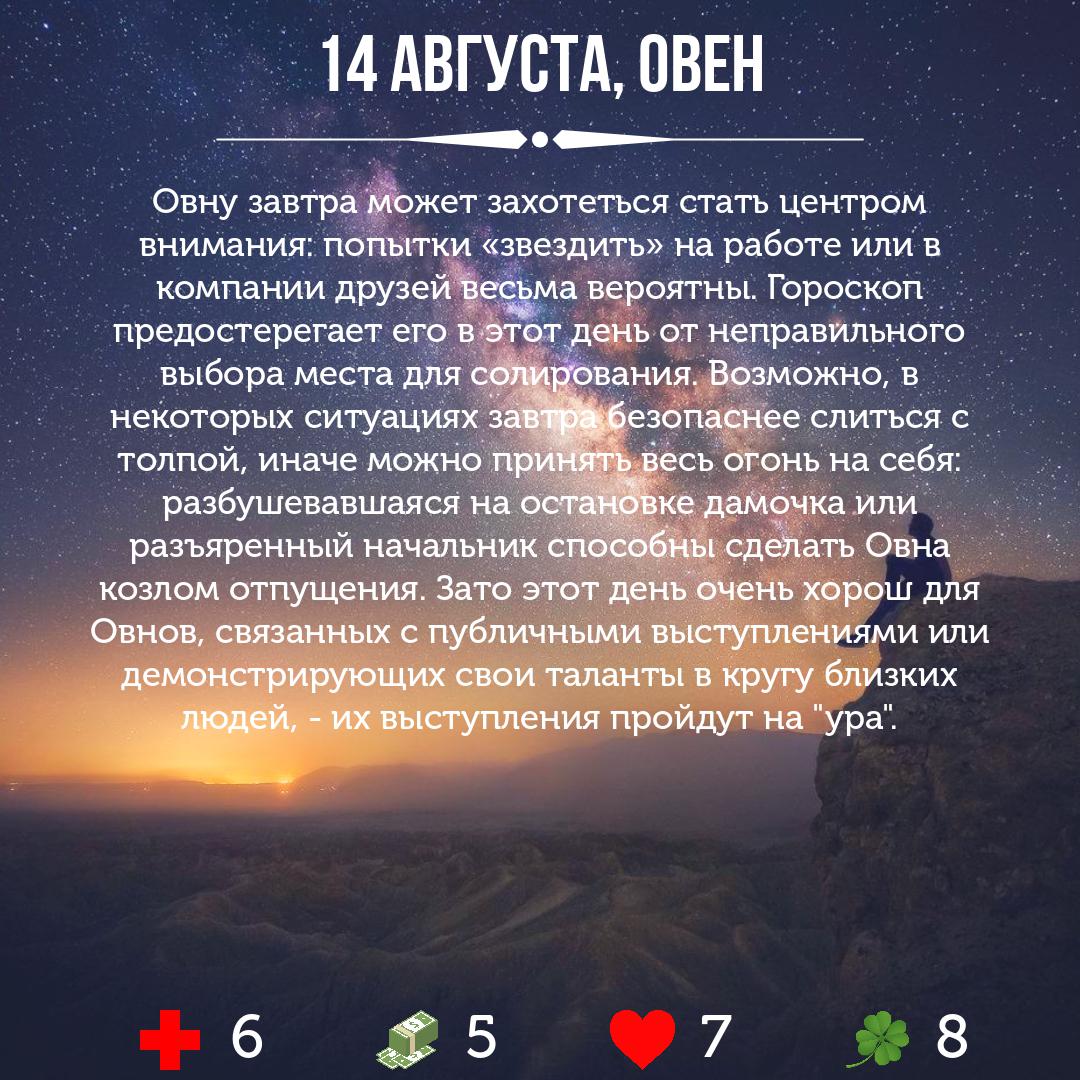 14 АВГУСТА, ОВЕН
Овну завтра может захотеться стать центром
внимания: попытки «звездить» на работе или в
компании друзей весьма вероятны. Гороскоп
предостерегает его в этот день от неправильного
выбора места для солирования. Возможно, в
некоторых ситуациях завтра безопаснее слиться с
толпой, иначе можно принять весь огонь на себя:
разбушевавшаяся на остановке дамочка или
разъяренный начальник способны сделать Овна
козлом отпущения. Зато этот день очень хорош для
Овнов, связанных с публичными выступлениями или
демонстрирующих свои таланты в кругу близких
людей, - их выступления пройдут на "ура".
6 5 7 8